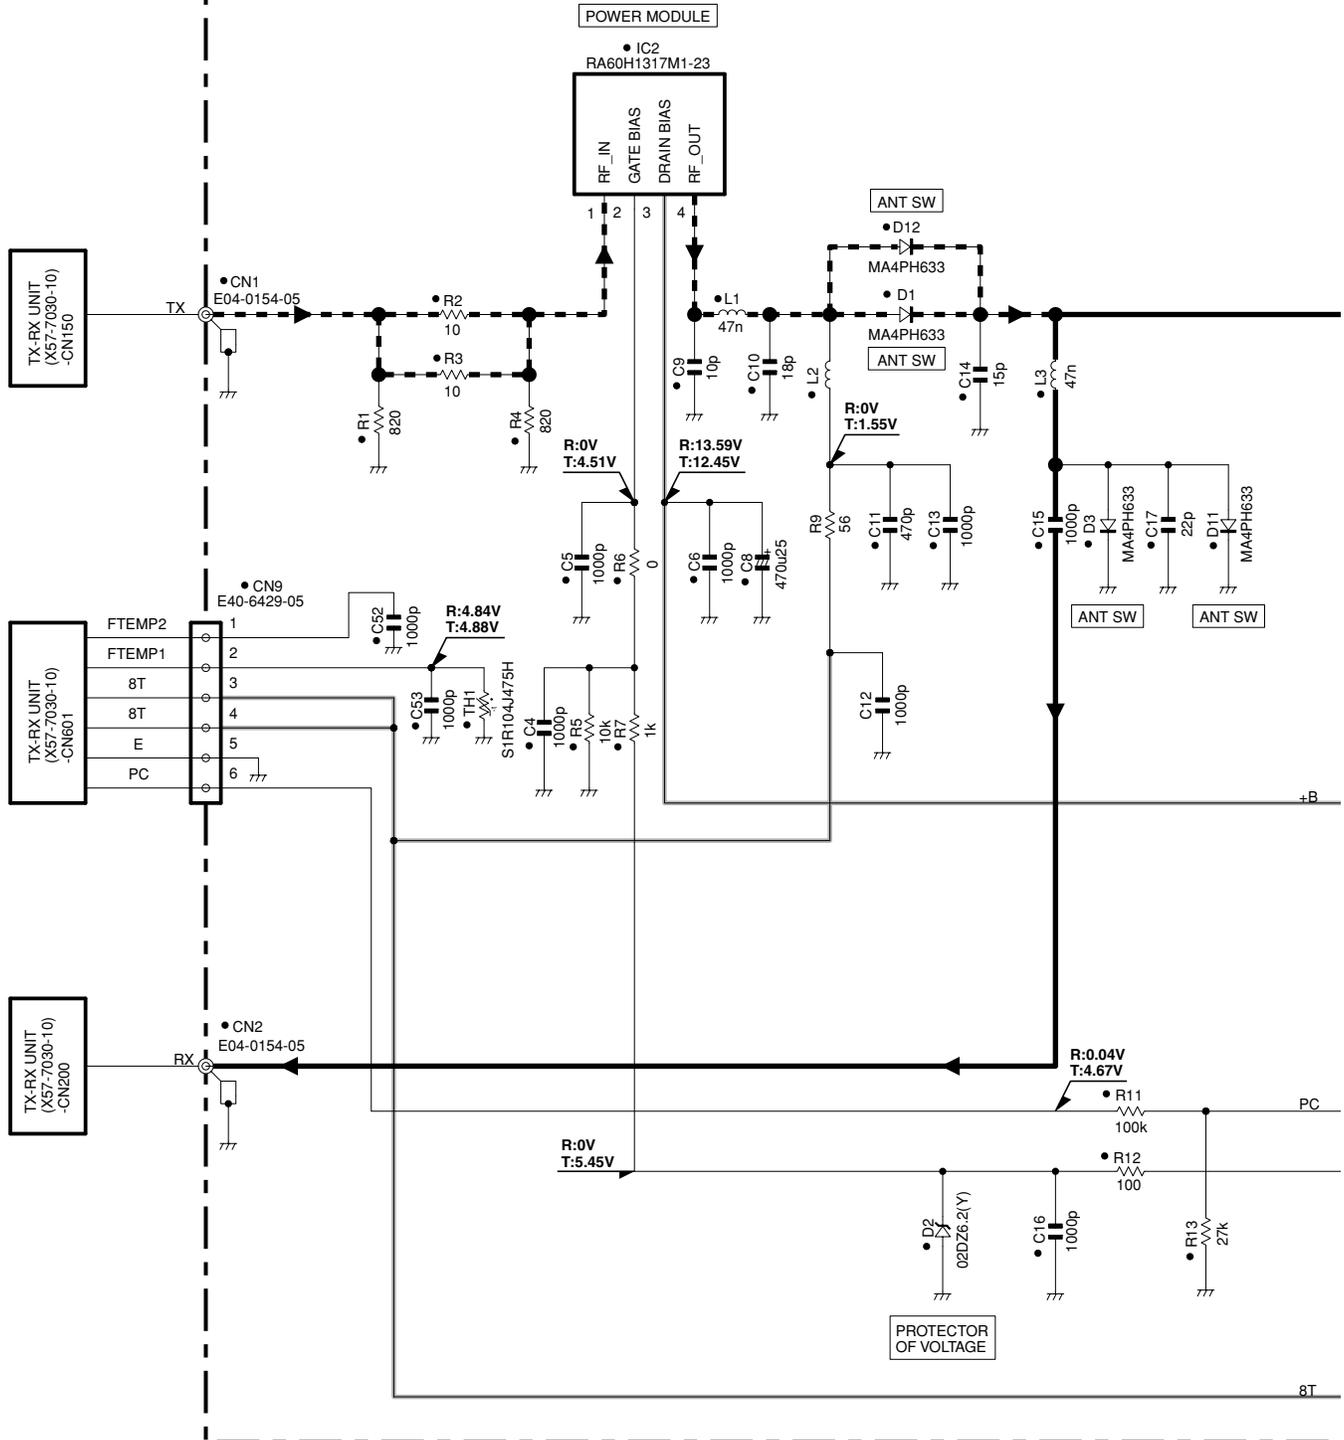 POWER MODULE
IC2
RA60H1317M1-23
RF_IN
GATE BIAS
DRAIN BIAS
RF_OUT
1
2
3
4
ANT SW
D12
MA4PH633
D1
MA4PH633
ANT SW
TX-RX UNIT
(X57-7030-10)
-CN150
TX
CN1
E04-0154-05
R2
10
R3
10
R1
820
R4
820
L1
47n
C9
10p
C10
18p
L2
C14
15p
L3
47n
R:0V
T:1.55V
R:0V
T:4.51V
R:13.59V
T:12.45V
C5
1000p
R6
0
C6
1000p
C8
470u25
R9
56
C11
470p
C13
1000p
C15
1000p
D3
MA4PH633
C17
22p
D11
MA4PH633
ANT SW
ANT SW
CN9
E40-6429-05
TX-RX UNIT
(X57-7030-10)
-CN601
FTEMP2
FTEMP1
8T
8T
E
PC
1
2
3
4
5
6
C52
1000p
R:4.84V
T:4.88V
C53
1000p
TH1
S1R104J475H
C4
1000p
R5
10k
R7
1k
C12
1000p
+B
TX-RX UNIT
(X57-7030-10)
-CN200
RX
CN2
E04-0154-05
R:0.04V
T:4.67V
R11
100k
PC
R:0V
T:5.45V
R12
100
D2
02DZ6.2(Y)
C16
1000p
R13
27k
PROTECTOR
OF VOLTAGE
8T